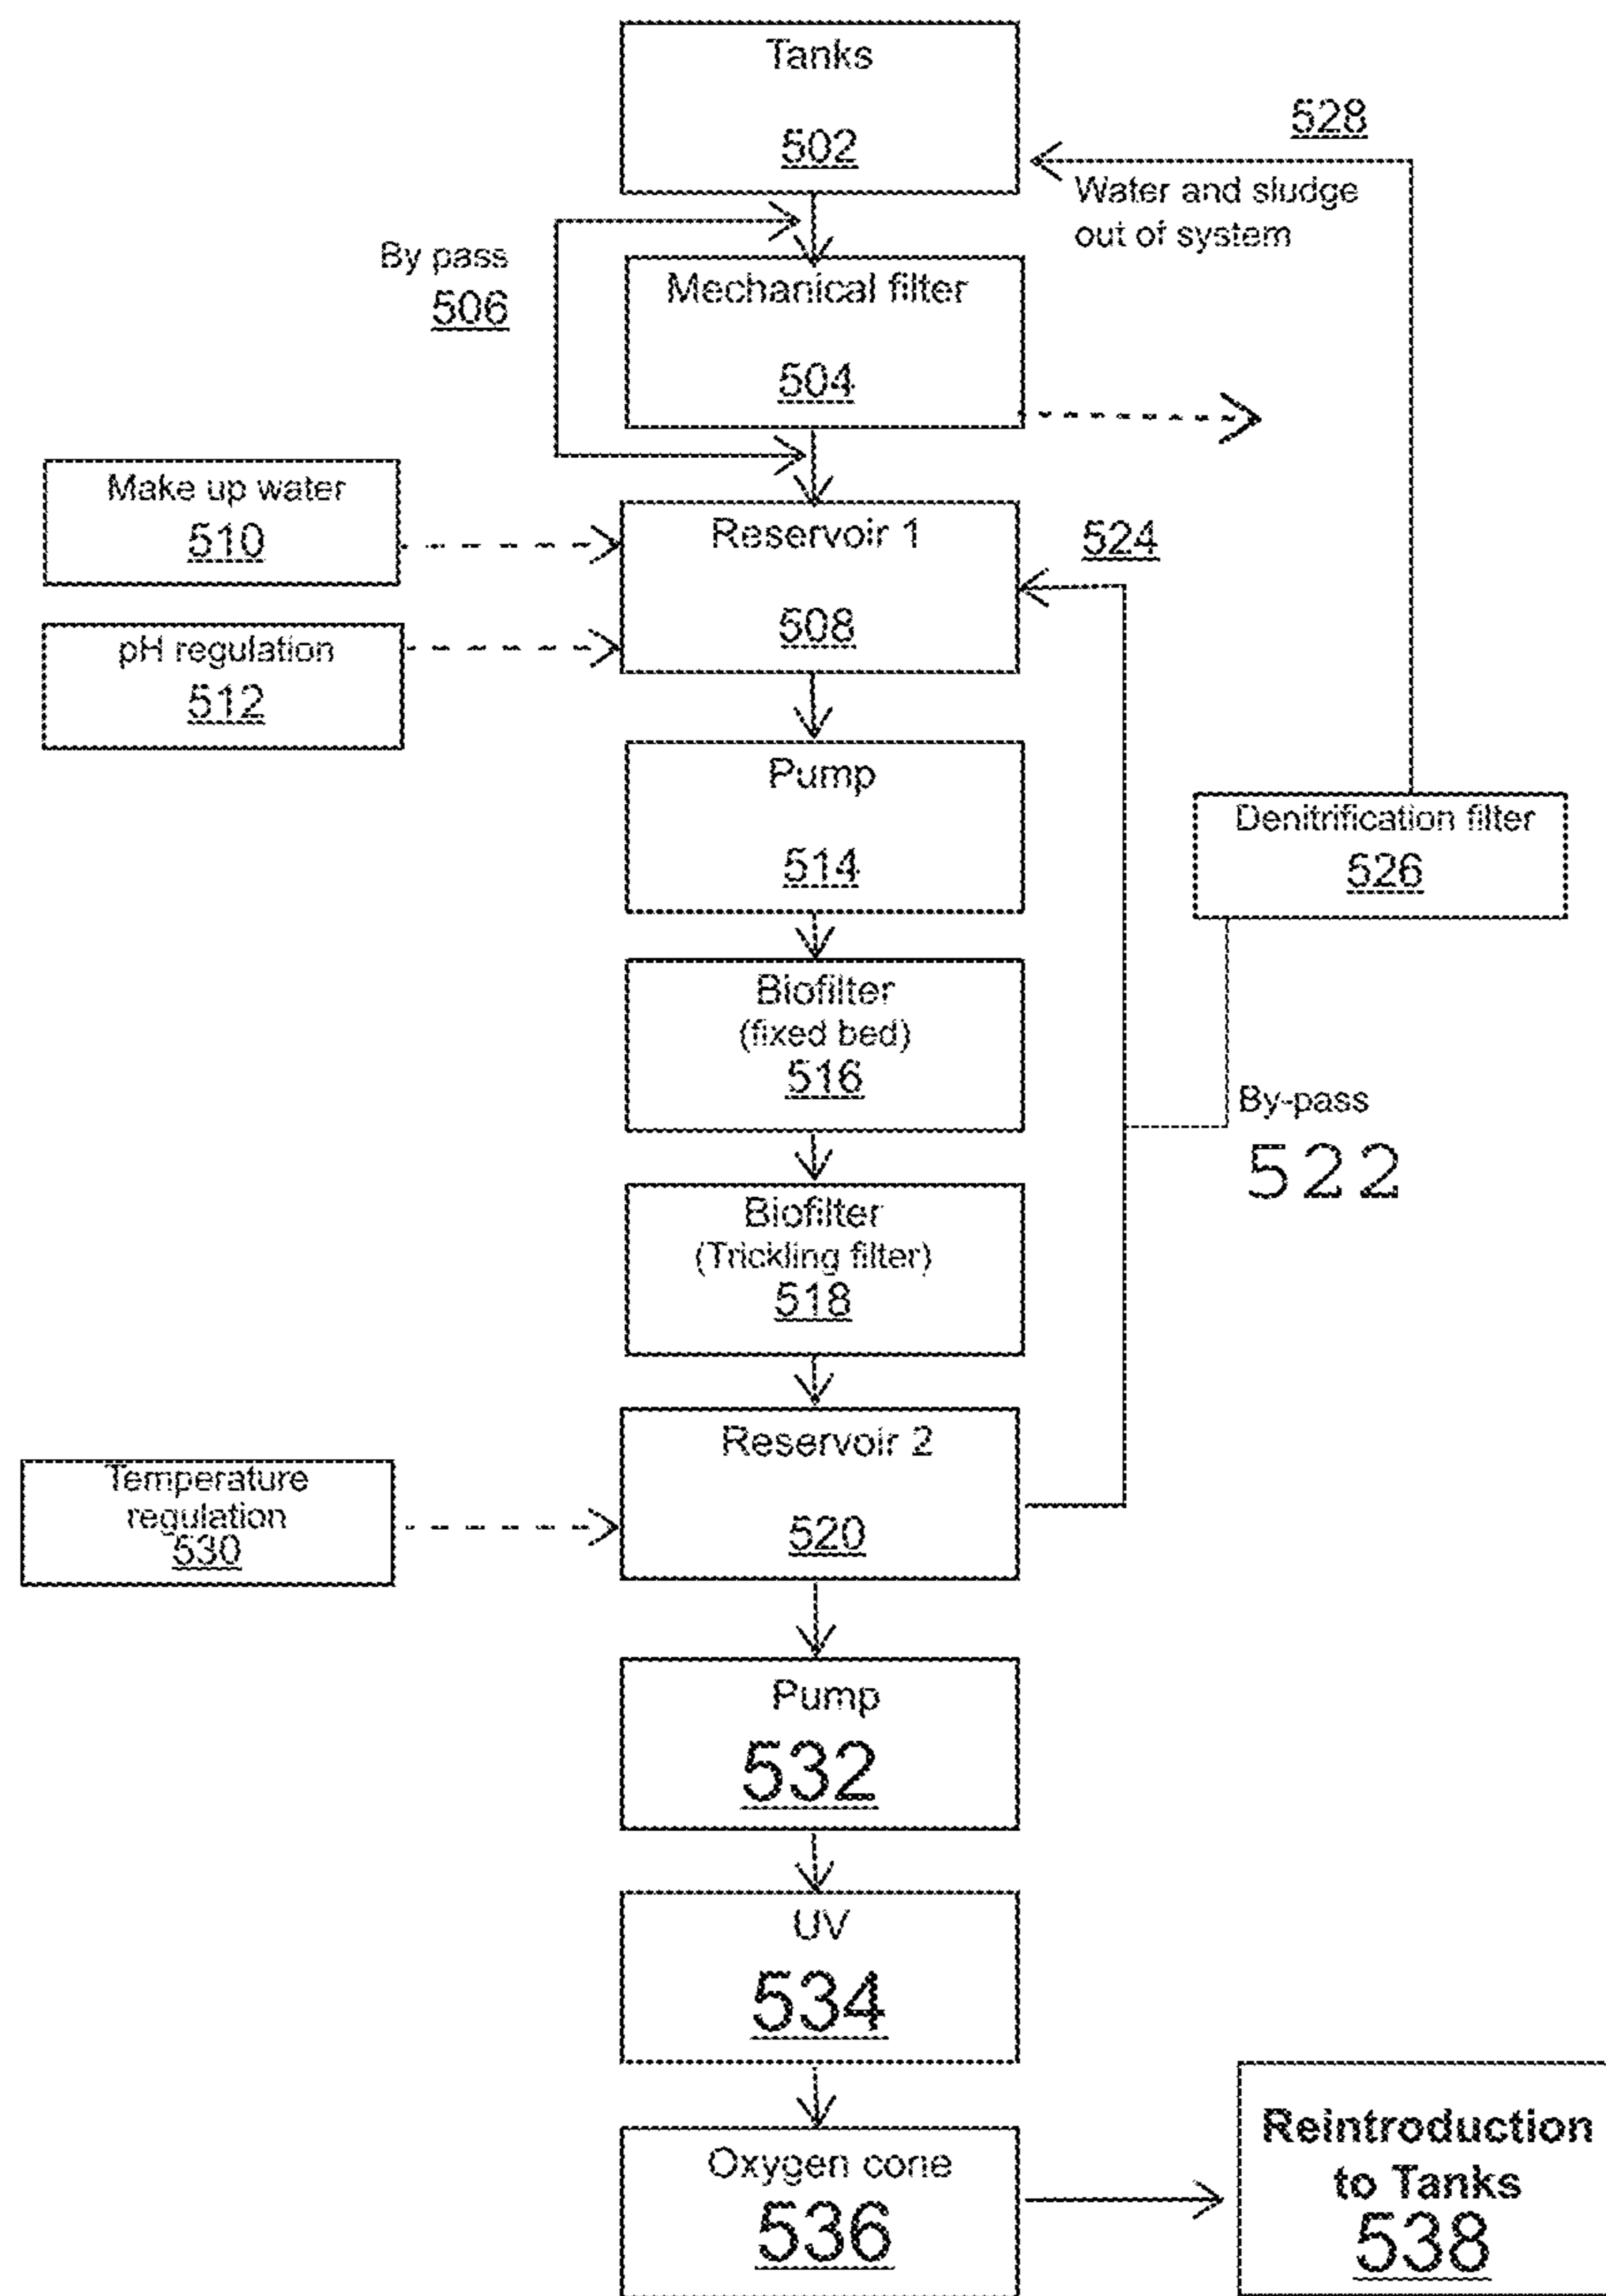 Tanks
502
528
Water and sludge
out of system
By pass
506
Mechanical filter
504
Make up water
510
Reservoir 1
508
524
pH regulation
512
Pump
514
Denitrification filter
526
Biofilter
(fixed bed)
516
By-pass
522
Biofilter
(Trickling filter)
518
Reservoir 2
520
Temperature
regulation
530
Pump
532
UV
534
Oxygen cone
536
Reintroduction
to Tanks
538